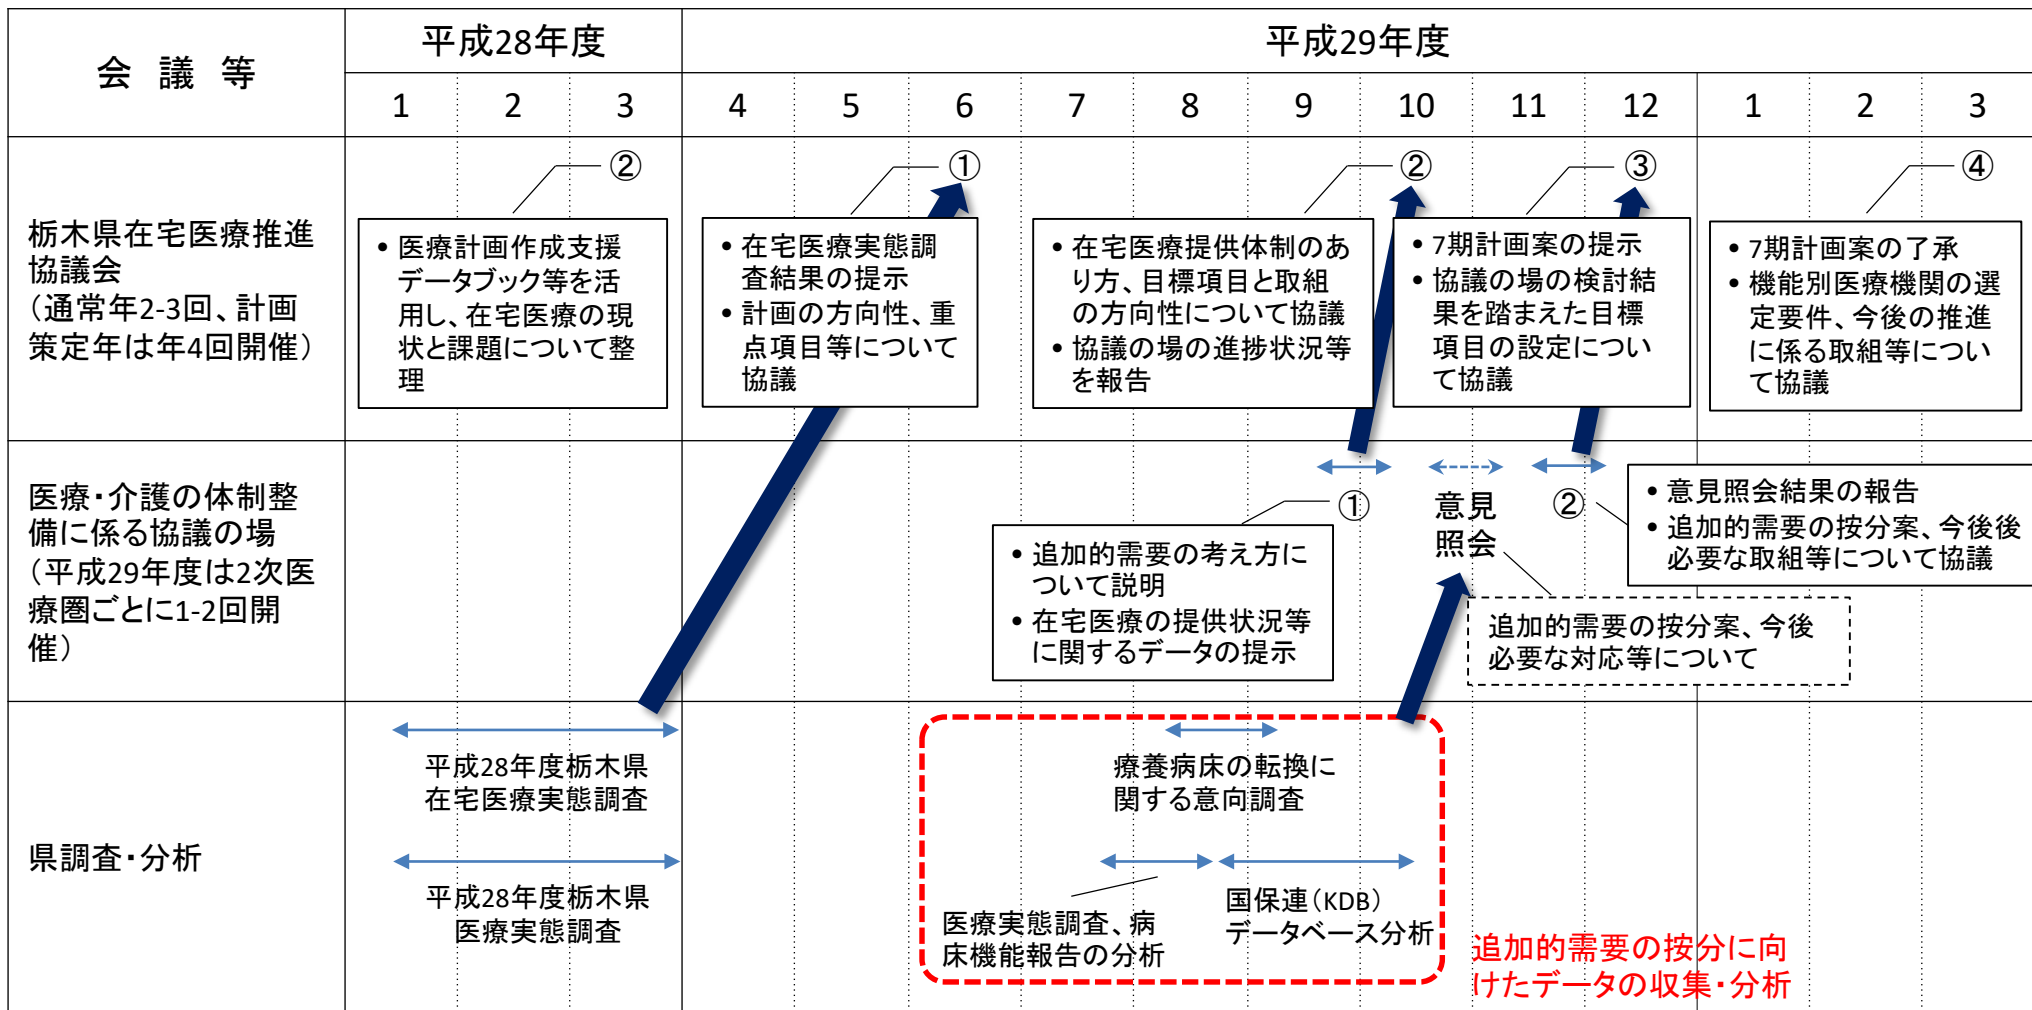 会 議 等
平成28年度
平成29年度
1
2
3
4
5
6
7
8
9
10
11
12
1
2
3
栃木県在宅医療推進
協議会
（通常年2-3回、計画
策定年は年4回開催）
②
• 医療計画作成支援
データブック等を活
用し、在宅医療の現
状と課題について整
理
①
• 在宅医療実態調
査結果の提示
• 計画の方向性、重
点項目等について
協議
②
• 在宅医療提供体制のあ
り方、目標項目と取組
の方向性について協議
• 協議の場の進捗状況等
を報告
③
• 7期計画案の提示
• 協議の場の検討結
果を踏まえた目標
項目の設定につい
て協議
④
• 7期計画案の了承
• 機能別医療機関の選
定要件、今後の推進
に係る取組等につい
て協議
医療・介護の体制整
備に係る協議の場
（平成29年度は2次医
療圏ごとに1-2回開
催）
①
• 追加的需要の考え方に
ついて説明
• 在宅医療の提供状況等
に関するデータの提示
意見
照会
追加的需要の按分案、今後
必要な対応等について
②
• 意見照会結果の報告
• 追加的需要の按分案、今後後
必要な取組等について協議
県調査・分析
平成28年度栃木県
在宅医療実態調査
平成28年度栃木県
医療実態調査
療養病床の転換に
関する意向調査
医療実態調査、病
床機能報告の分析
国保連（KDB）
データベース分析
追加的需要の按分に向
けたデータの収集・分析